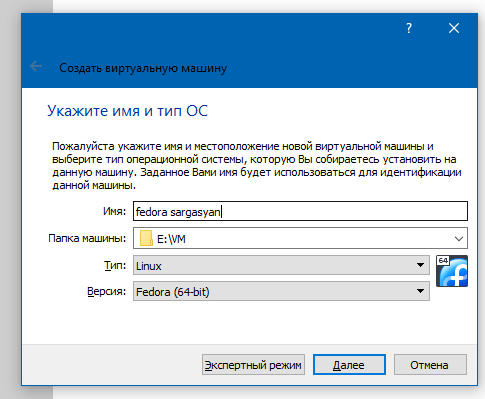 ?
Создать виртуальную машину
Укажите имя и тип ОС
Пожалуйста укажите имя и местоположение новой виртуальной машины и
выберите тип операционной системы, которую Вы собираетесь установить на
данную машину. Заданное Вами имя будет использоваться для идентификации
данной машины.
Имя: fedora sargasyan
Папка машины: E:\VM
Тип: Linux
64
Версия: Fedora (64-bit)
Экспертный режим Далее Отмена